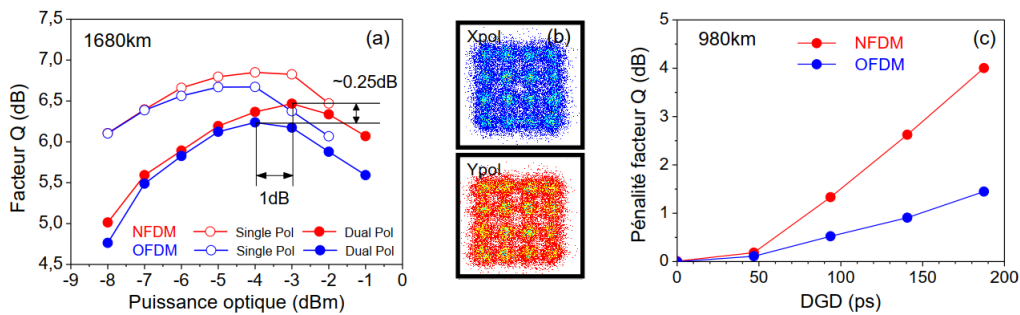 1680km
(a)
~0.25dB
1dB
NFDM Single Pol Dual Pol
OFDM Single Pol Dual Pol
7,5
7,0
6,5
6,0
5,5
5,0
4,5
Facteur Q (dB)
-9 -8 -7 -6 -5 -4 -3 -2 -1 0
Puissance optique (dBm)
Xpol (b)
Ypol
980km
NFDM
OFDM
(c)
5
4
3
2
1
0
Pénalité facteur Q (dB)
0 50 100 150 200
DGD (ps)